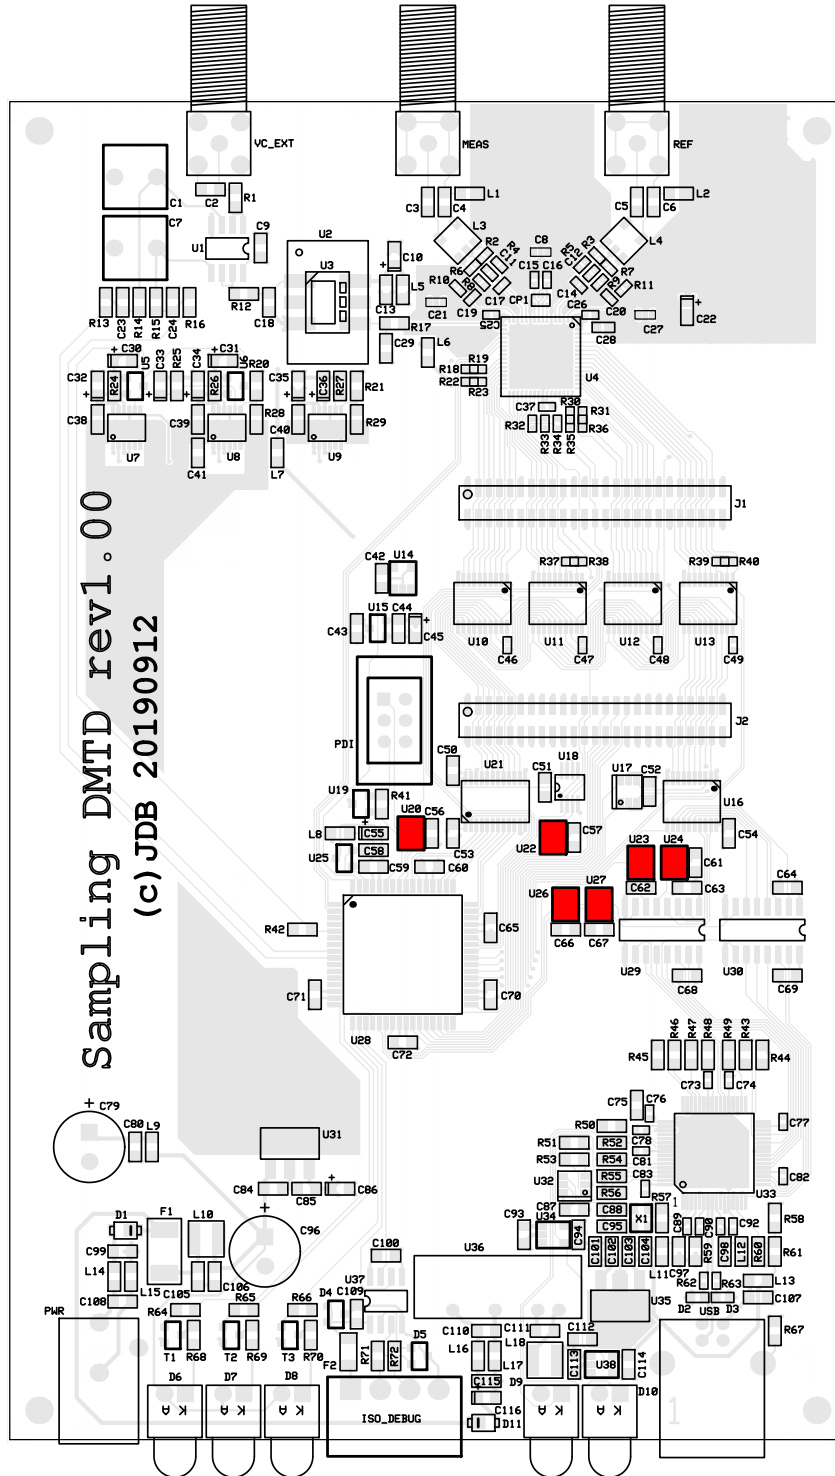 VC_EXT
MEAS
REF
C1
C2
R1
C3
C4
L1
C5
C6
L2
C7
U1
C9
U2
U3
C10
L3
R2
R4
C11
C8
R5
C12
R3
L4
R6
R8
R10
C15
C16
R7
R9
R11
R13
C23
R14
R15
C24
R16
R12
C18
C13
L5
R17
C21
C19
C17
CP1
C14
C20
C25
C26
C28
C27
C22
C29
L6
U4
C30
U5
C33
R25
C34
C31
U6
R20
C32
R24
R26
C35
C36
R27
R21
R18
R19
R22
R23
C38
C39
R28
C40
R29
C37
R30
R31
R32
R33
R34
R35
R36
U7
U8
U9
C41
L7
J1
C42
U14
R37
R38
R39
R40
U15
C44
C43
C45
U10
U11
U12
U13
C46
C47
C48
C49
J2
PDI
C50
U21
C51
U18
U17
C52
U16
U19
R41
U20
C56
L8
C55
C58
U25
C59
C53
C60
U22
C57
U23
U24
C54
C61
C62
C63
C64
U26
U27
C66
C67
R42
C65
U29
U30
C68
C69
C71
C70
U28
C72
Sampling DMTD rev1.00
(c)JDB 20190912
R45
R46
R47
R48
R49
R43
R44
C73
C74
C79
C80
L9
U31
C75
C76
R50
C78
C77
R51
R52
R53
R54
C81
U32
R55
R56
C83
C82
U33
C84
C85
C86
C87
C88
R57
1
X1
D1
F1
L10
C96
C93
U34
C94
C95
C89
C90
C92
R58
C99
L14
C100
U36
C101
C102
C103
C104
L11
C97
R59
C98
L12
R60
R61
C108
L15
C105
C106
U37
C109
D4
U35
R62
R63
L13
D2
USB
D3
C107
PWR
R64
R65
R66
T1
R68
T2
R69
T3
R70
F2
R71
R72
D5
C110
C111
C112
L16
L17
L18
C113
U38
C114
R67
D6
D7
D8
C115
C116
D9
D10
D11
ISO_DEBUG
K A
K A
K A
K A
K A
1